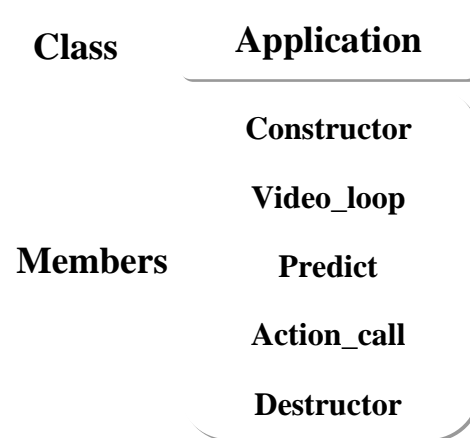 Class
Application
Constructor
Video_loop
Members
Predict
Action_call
Destructor